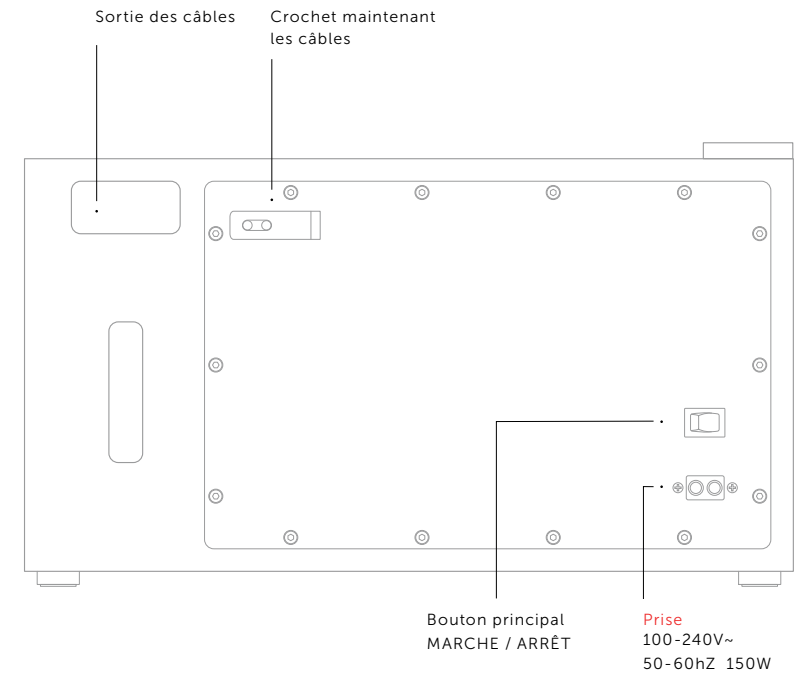 Sortie des câbles
Crochet maintenant
les câbles
Bouton principal
MARCHE / ARRÊT
Prise
100-240V~
50-60hZ 150W